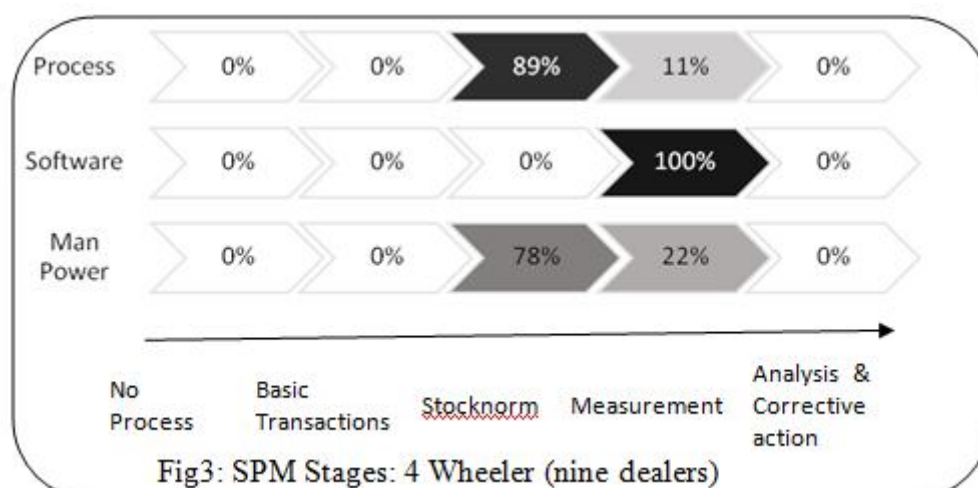 Process 0% 0% 89% 11% 0%
Software 0% 0% 0% 100% 0%
Man
Power 0% 0% 78% 22% 0%
No
Process
Basic
Transactions
Stocknorm
Measurement
Analysis &
Corrective
action
Fig3: SPM Stages: 4 Wheeler (nine dealers)